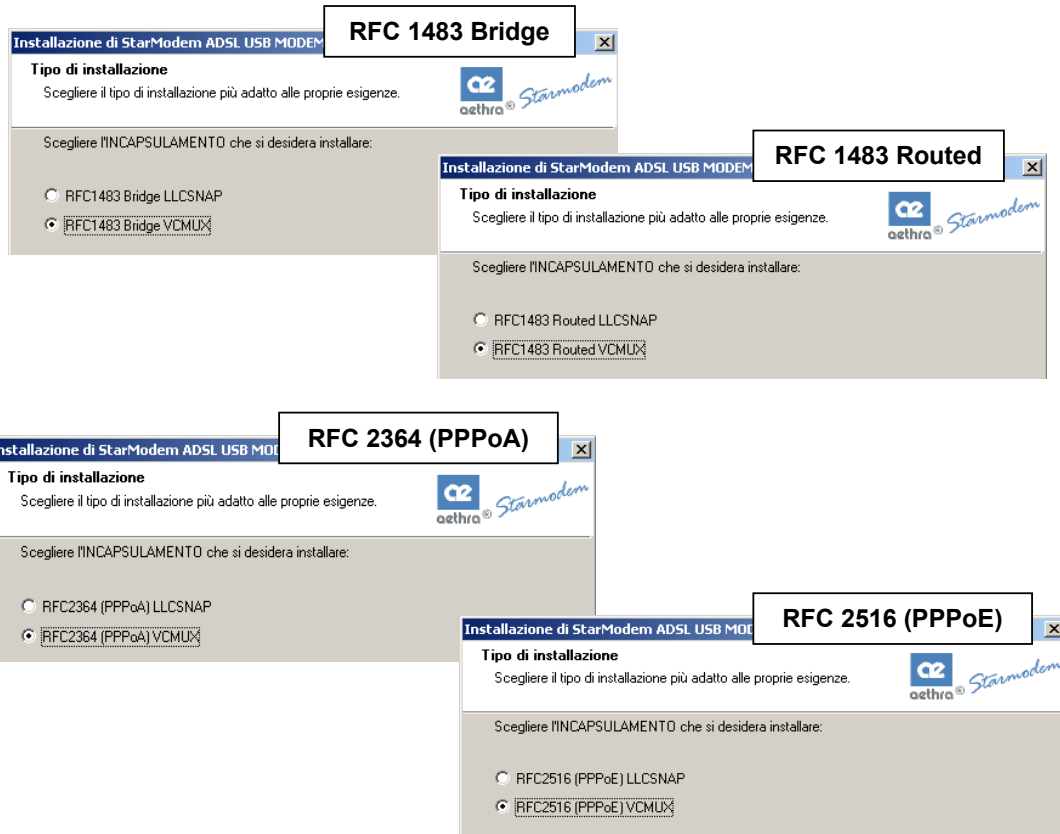 RFC 1483 Bridge
Installazione di StarModem ADSL USB MODEM
Tipo di installazione
Scegliere il tipo di installazione più adatto alle proprie esigenze.
aethra® Starmodem
Scegliere l'INCAPSULAMENTO che si desidera installare:
RFC1483 Bridge LLCSNAP
RFC1483 Bridge VCMUX
RFC 1483 Routed
Installazione di StarModem ADSL USB MODEM
Tipo di installazione
Scegliere il tipo di installazione più adatto alle proprie esigenze.
aethra® Starmodem
Scegliere l'INCAPSULAMENTO che si desidera installare:
RFC1483 Routed LLCSNAP
RFC1483 Routed VCMUX
RFC 2364 (PPPoA)
nstallazione di StarModem ADSL USB MOD
Tipo di installazione
Scegliere il tipo di installazione più adatto alle proprie esigenze.
aethra® Starmodem
Scegliere l'INCAPSULAMENTO che si desidera installare:
RFC2364 (PPPoA) LLCSNAP
RFC2364 (PPPoA) VCMUX
RFC 2516 (PPPoE)
Installazione di StarModem ADSL USB MOD
Tipo di installazione
Scegliere il tipo di installazione più adatto alle proprie esigenze.
aethra® Starmodem
Scegliere l'INCAPSULAMENTO che si desidera installare:
RFC2516 (PPPoE) LLCSNAP
RFC2516 (PPPoE) VCMUX